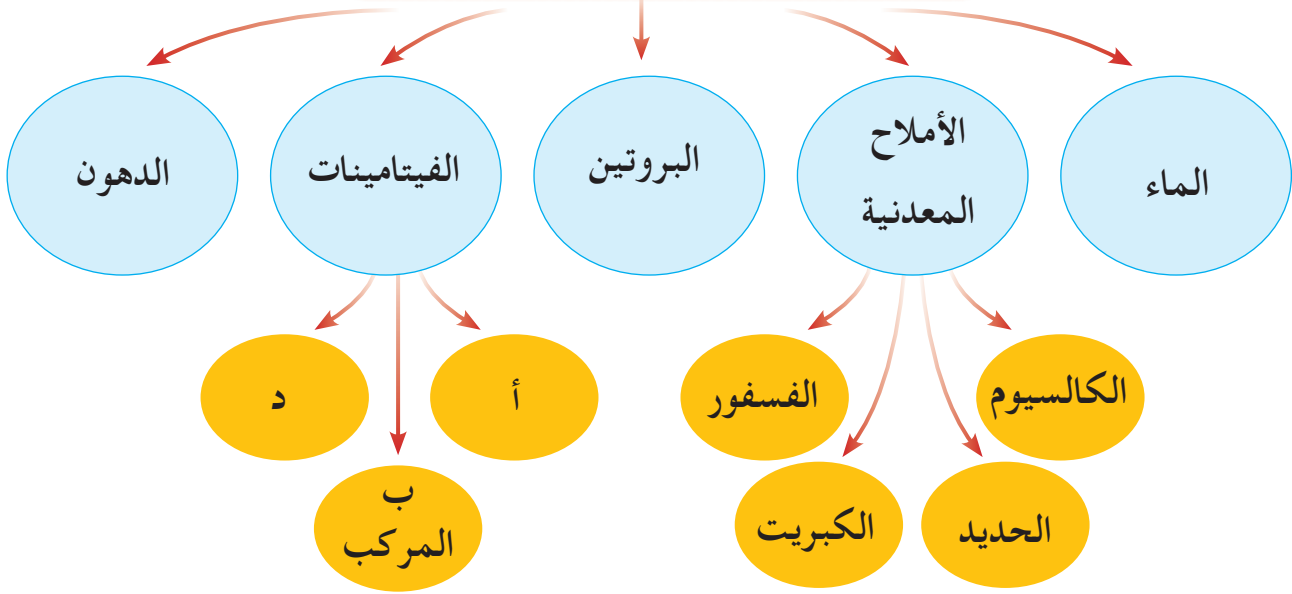 الماء
الأملاح
المعدنية
البروتين
الفيتامينات
الدهون
الكالسيوم
الفسفور
أ
د
الحديد
الكبريت
ب
المركب